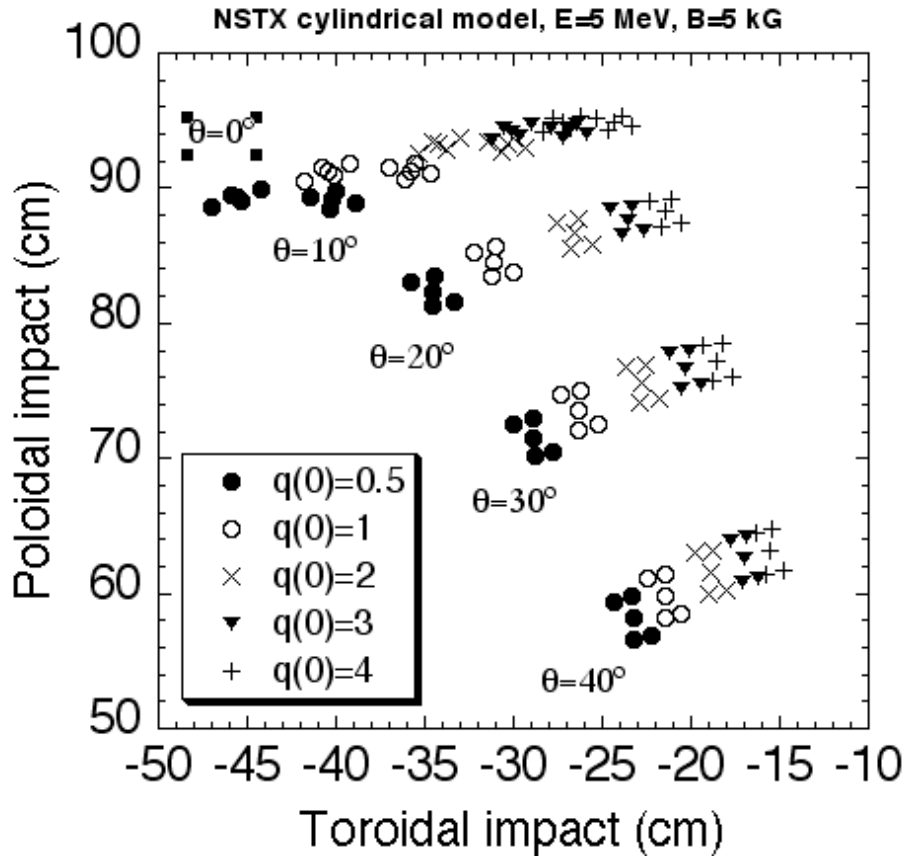 NSTX cylindrical model, E=5 MeV, B=5 kG
Poloidal impact (cm)
100
90
80
70
60
50
θ=0°
θ=10°
θ=20°
θ=30°
θ=40°
q(0)=0.5
q(0)=1
q(0)=2
q(0)=3
q(0)=4
-50 -45 -40 -35 -30 -25 -20 -15 -10
Toroidal impact (cm)